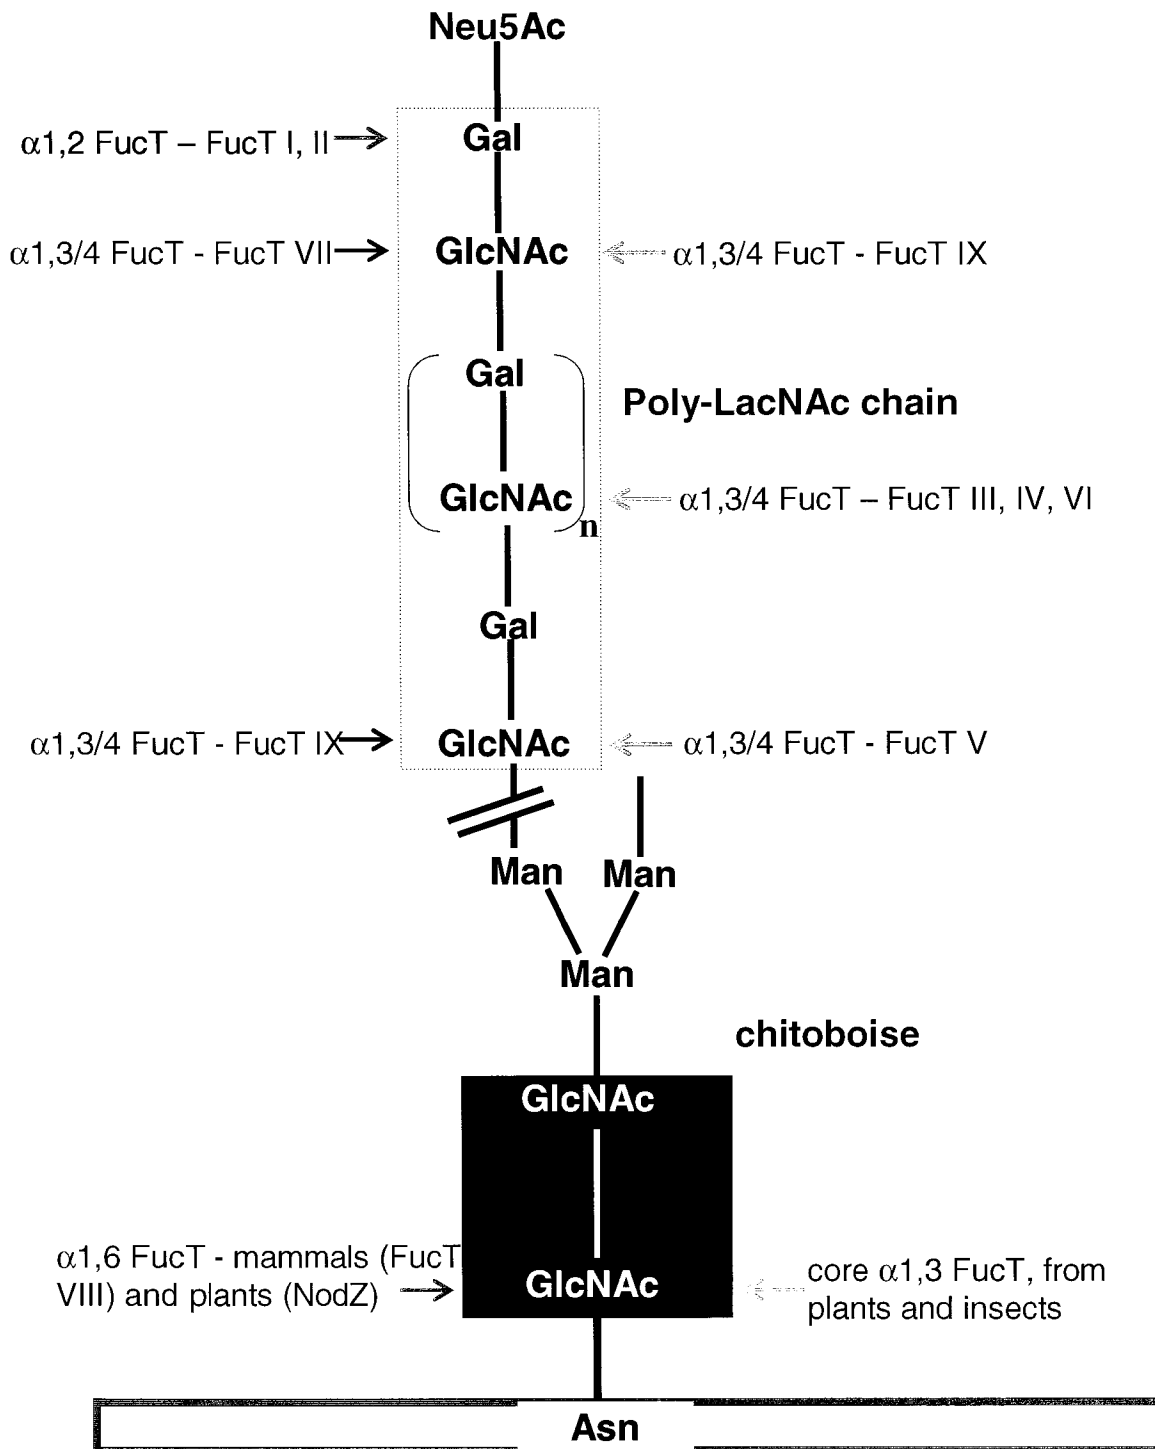 Neu5Ac
α1,2 FucT – FucT I, II
Gal
α1,3/4 FucT - FucT VII
GlcNAc
α1,3/4 FucT - FucT IX
Gal
Poly-LacNAc chain
GlcNAc
n
α1,3/4 FucT – FucT III, IV, VI
Gal
α1,3/4 FucT - FucT IX
GlcNAc
α1,3/4 FucT - FucT V
Man
Man
Man
chitoboise
GlcNAc
α1,6 FucT - mammals (FucT
VIII) and plants (NodZ)
GlcNAc
core α1,3 FucT, from
plants and insects
Asn